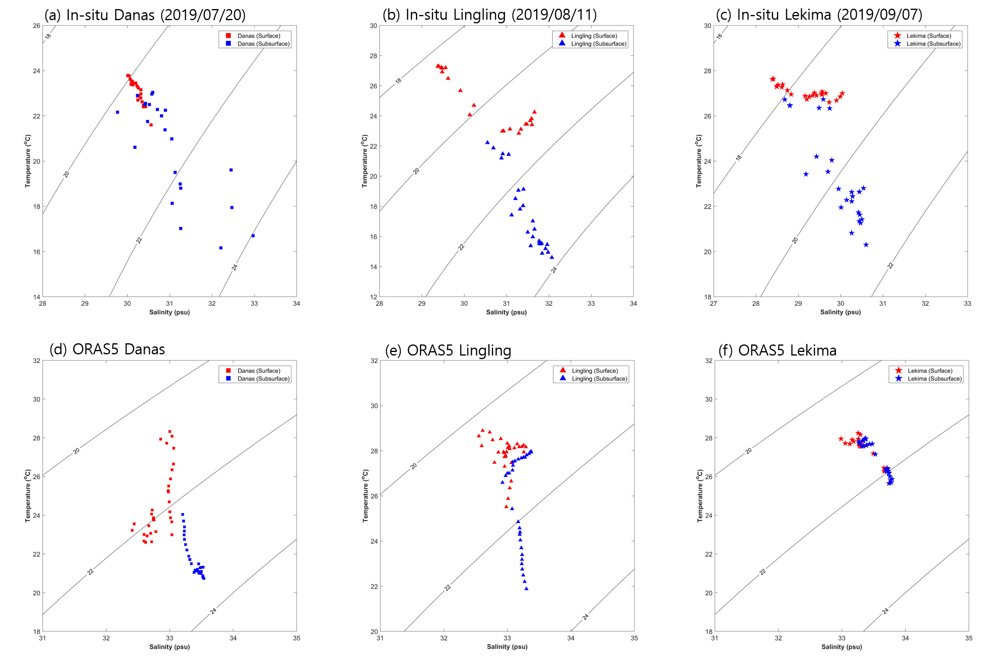 (a) In-situ Danas (2019/07/20)
26
24
22
20
18
16
14
28 29 30 31 32 33 34
Temperature (°C)
Salinity (psu)
18
20
22
24
Danas (Surface)
Danas (Subsurface)
(b) In-situ Lingling (2019/08/11)
30
28
26
24
22
20
18
16
14
12
28 29 30 31 32 33 34
Temperature (°C)
Salinity (psu)
18
20
22
24
Lingling (Surface)
Lingling (Subsurface)
(c) In-situ Lekima (2019/09/07)
30
28
26
24
22
20
18
27 28 29 30 31 32 33
Temperature (°C)
Salinity (psu)
16
18
20
22
Lekima (Surface)
Lekima (Subsurface)
(d) ORAS5 Danas
32
30
28
26
24
22
20
18
31 32 33 34 35
Temperature (°C)
Salinity (psu)
20
22
24
Danas (Surface)
Danas (Subsurface)
(e) ORAS5 Lingling
32
30
28
26
24
22
20
31 32 33 34 35
Temperature (°C)
Salinity (psu)
20
22
24
Lingling (Surface)
Lingling (Subsurface)
(f) ORAS5 Lekima
32
30
28
26
24
22
20
18
31 32 33 34 35
Temperature (°C)
Salinity (psu)
20
22
24
Lekima (Surface)
Lekima (Subsurface)